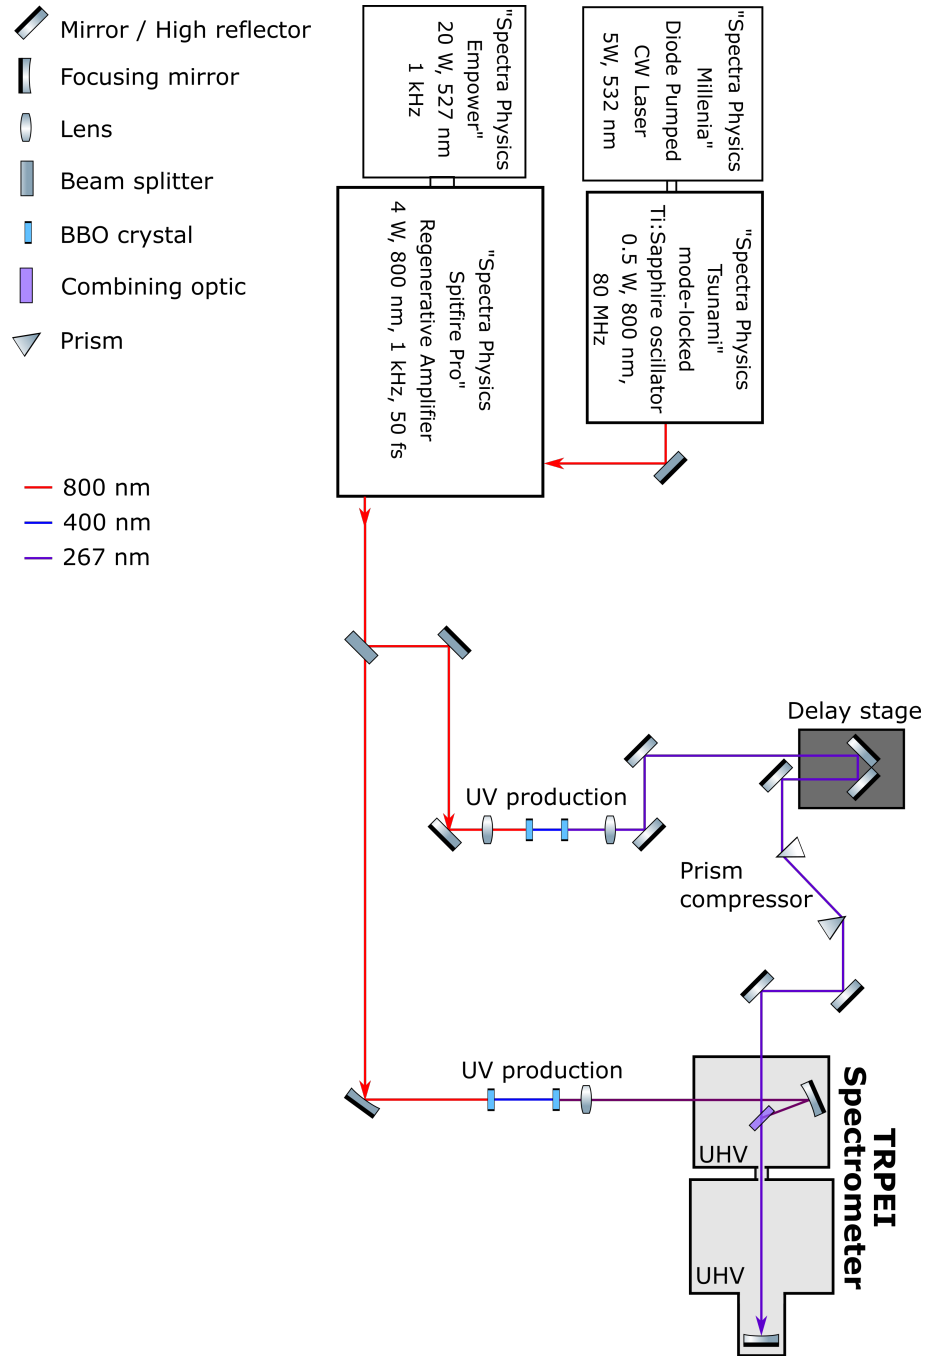 Mirror / High reflector
Focusing mirror
Lens
Beam splitter
BBO crystal
Combining optic
Prism
800 nm
400 nm
267 nm
"Spectra Physics
Empower"
20 W, 527 nm
1 kHz
"Spectra Physics
Millenia"
Diode Pumped
CW Laser
5W, 532 nm
"Spectra Physics
Spitfire Pro"
Regenerative Amplifier
4 W, 800 nm, 1 kHz, 50 fs
"Spectra Physics
Tsunami"
mode-locked
Ti:Sapphire oscillator
0.5 W, 800 nm,
80 MHz
Delay stage
UV production
Prism
compressor
UV production
UHV
UHV
TRPEI
Spectrometer